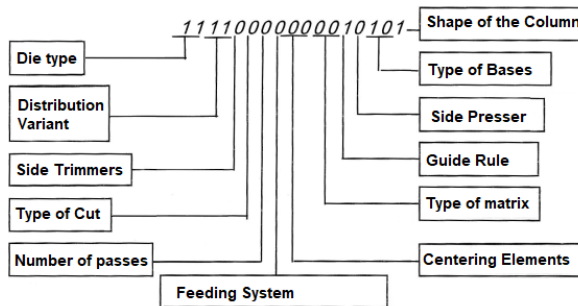 11110000000010101
Shape of the Column
Die type
Type of Bases
Distribution
Variant
Side Presser
Side Trimmers
Guide Rule
Type of Cut
Type of matrix
Number of passes
Centering Elements
Feeding System